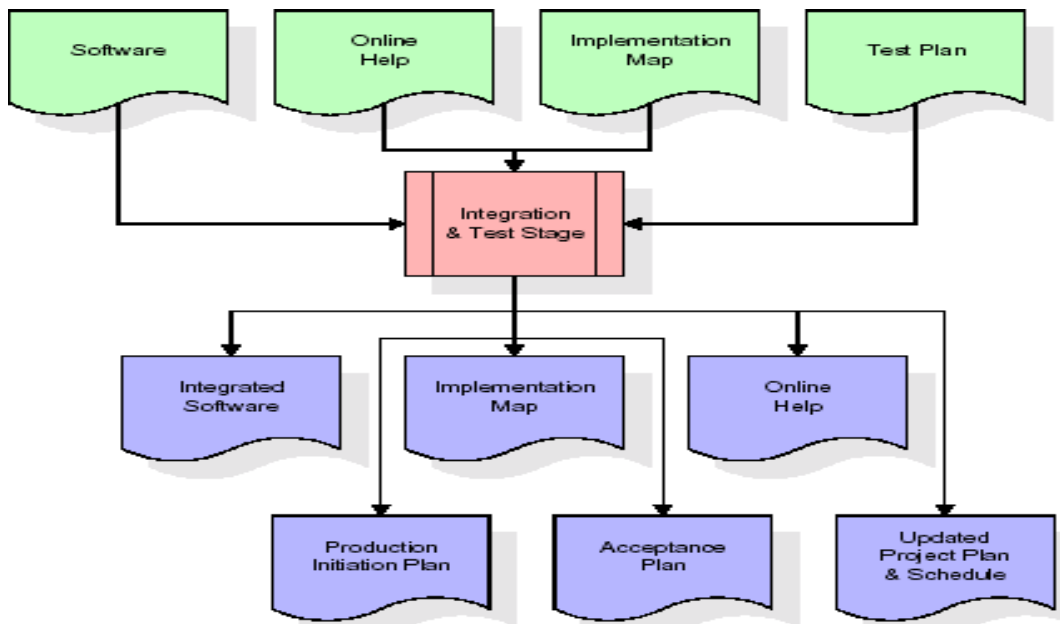 Software
Online
Help
Implementation
Map
Test Plan
Integration
& Test Stage
Integrated
Software
Implementation
Map
Online
Help
Production
Initiation Plan
Acceptance
Plan
Updated
Project Plan
& Schedule